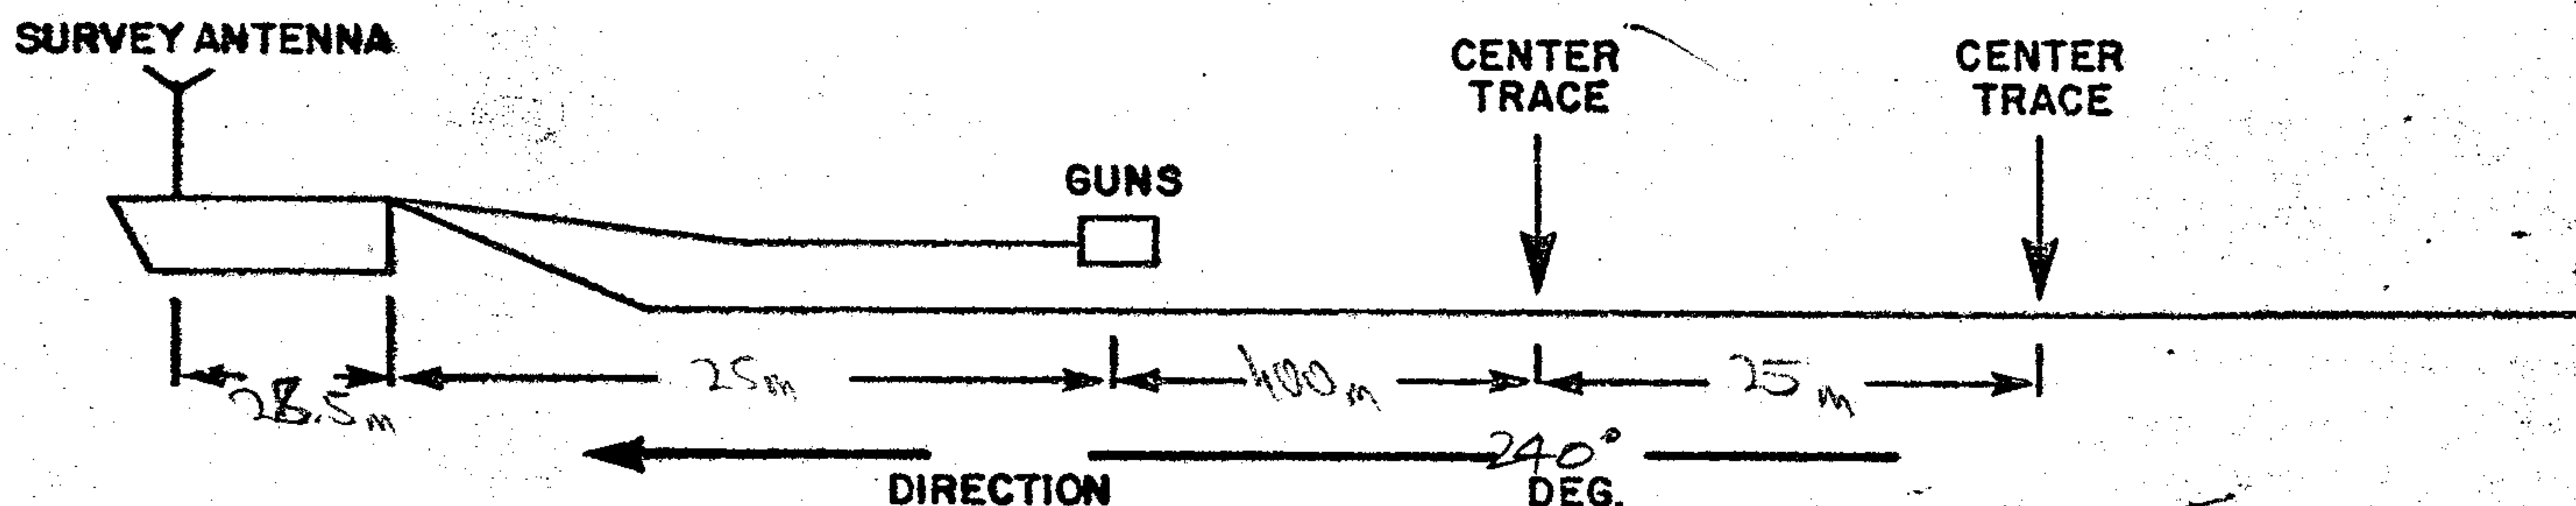 SURVEY ANTENNA
CENTER TRACE
CENTER TRACE
GUNS
28.5m
25m
400m
25m
240°
DIRECTION
DEG.